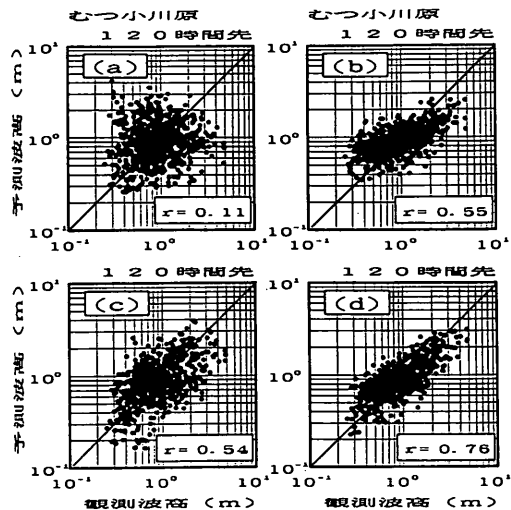 むつ小川原 むつ小川原
120時間先 120時間先
10¹ 10¹
(a) (b)
予測波高 (m)
10⁰ 10⁰
r=0.11 r=0.55
10⁻¹ 10⁻¹
10⁻¹ 10⁰ 10¹ 10⁻¹ 10⁰ 10¹
120時間先 120時間先
10¹ 10¹
(c) (d)
予測波高 (m)
10⁰ 10⁰
r=0.54 r=0.76
10⁻¹ 10⁻¹
10⁻¹ 10⁰ 10¹ 10⁻¹ 10⁰ 10¹
観測波高 (m) 観測波高 (m)